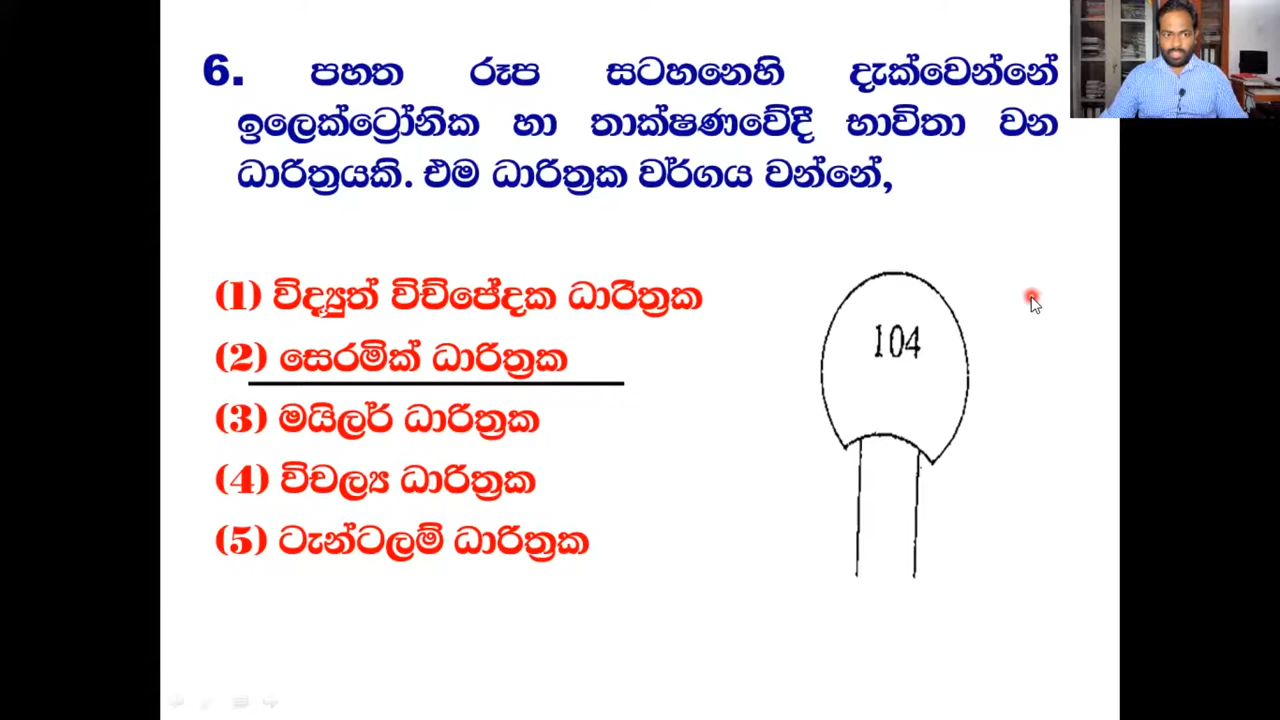 6. පහත රූප සටහනෙහි දැක්වෙන්නේ
ඉලෙක්ට්‍රෝනික හා තාක්ෂණවේදී භාවිතා වන
ධාරිත්‍රයකි. එම ධාරිත්‍රක වර්ගය වන්නේ,
(1) විද්‍යුත් විච්ජේදක ධාරිත්‍රක
(2) සෙරමික් ධාරිත්‍රක
(3) මයිලර් ධාරිත්‍රක
(4) විචල්‍ය ධාරිත්‍රක
(5) ටැන්ටලම් ධාරිත්‍රක
104